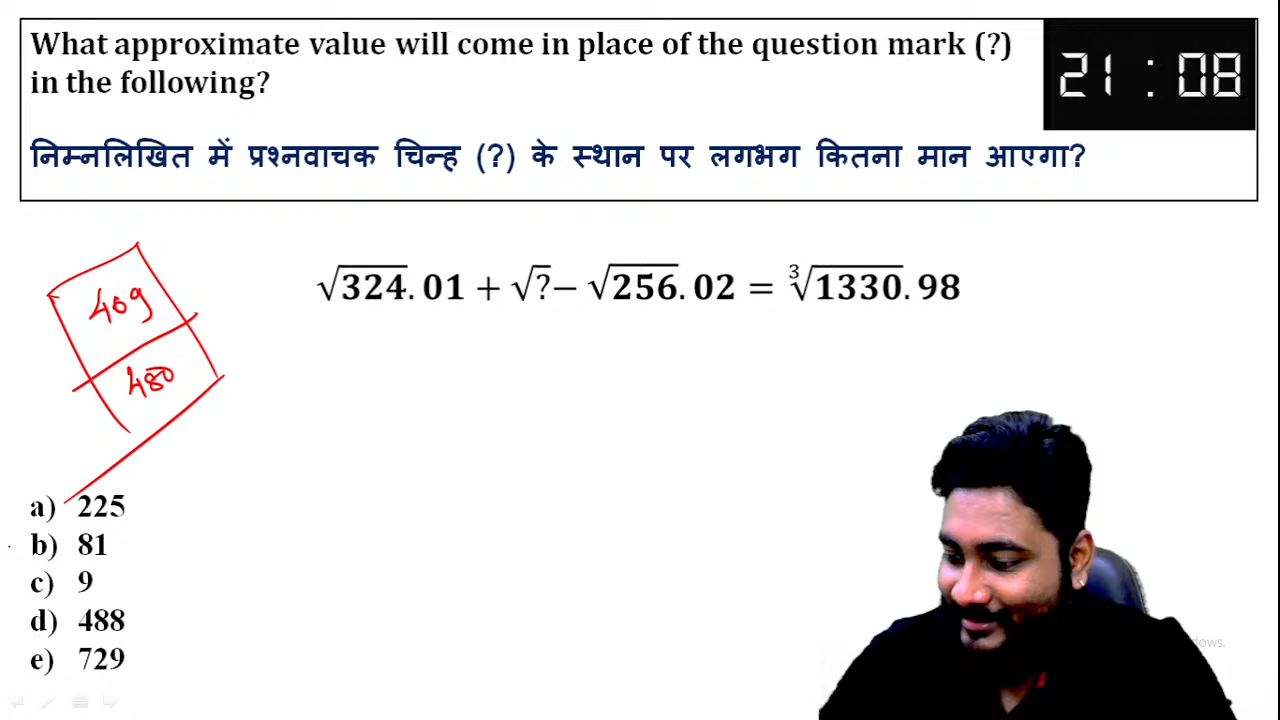 What approximate value will come in place of the question mark (?)
in the following?
21 : 08
निम्नलिखित में प्रश्नवाचक चिन्ह (?) के स्थान पर लगभग कितना मान आएगा?
√324.01 + √?− √256.02 = ∛1330.98
409
480
a) 225
b) 81
c) 9
d) 488
e) 729
dows.